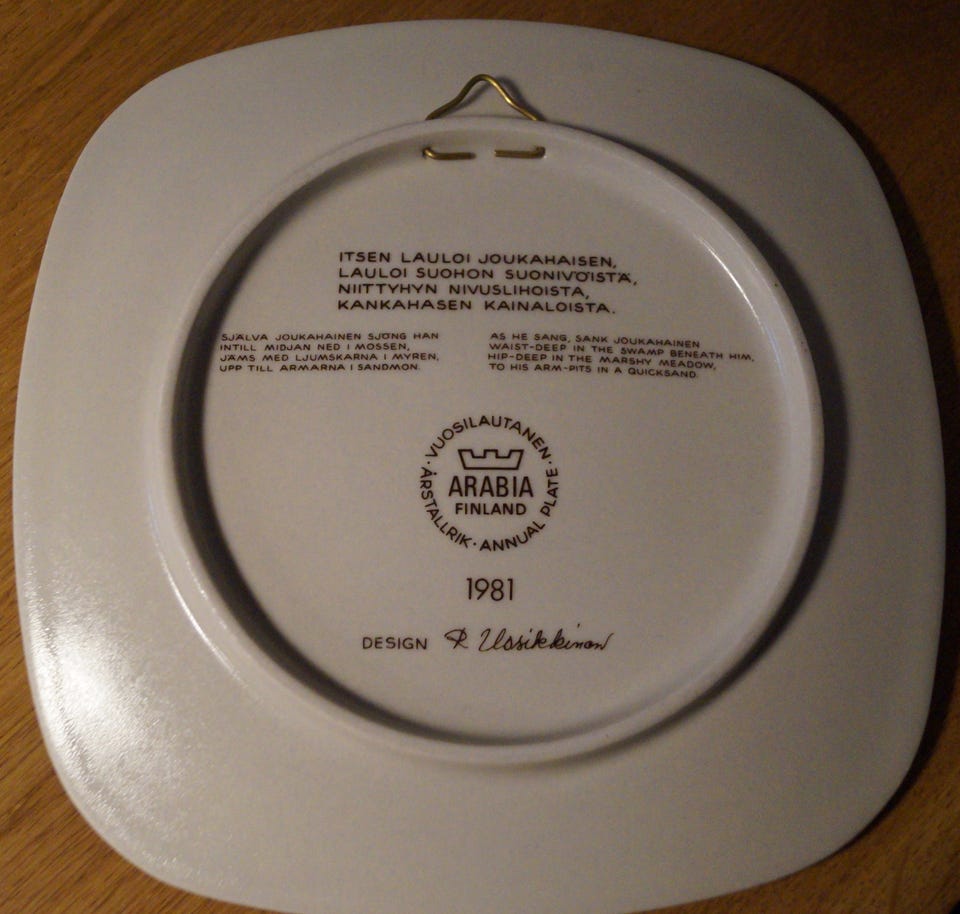 ITSEN LAULOI JOUKAHAISEN,
LAULOI SUOHON SUONIVÖISTÄ,
NIITTYHYN NIVUSLIHOISTA,
KANKAHASEN KAINALOISTA.
SJÄLVA JOUKAHAINEN SJÖNG HAN
INTILL MIDJAN NED I MOSSEN,
JÄMS MED LJUMSKARNA I MYREN,
UPP TILL ARMARNA I SANDMON.
AS HE SANG, SANK JOUKAHAINEN
WAIST-DEEP IN THE SWAMP BENEATH HIM,
HIP-DEEP IN THE MARSHY MEADOW,
TO HIS ARM-PITS IN A QUICKSAND.
· VUOSILAUTANEN ·
ARABIA
FINLAND
ÅRSTALLRIK · ANNUAL PLATE
1981
DESIGN R Uosikkinen